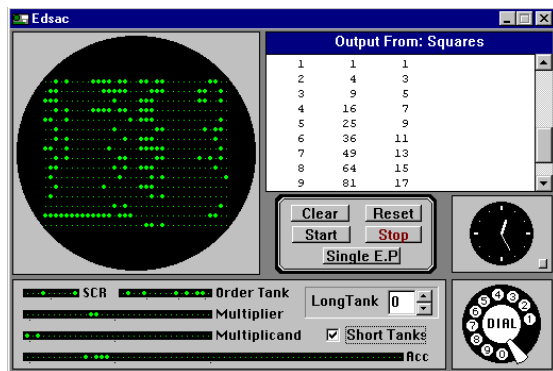 Edsac
Output From: Squares
1 1 1
2 4 3
3 9 5
4 16 7
5 25 9
6 36 11
7 49 13
8 64 15
9 81 17
Clear Reset
Start Stop
Single E.P
SCR Order Tank
Multiplier
Multiplicand
Acc
LongTank 0
Short Tanks
1 2 3 4 5 6 7 8 9 0
DIAL